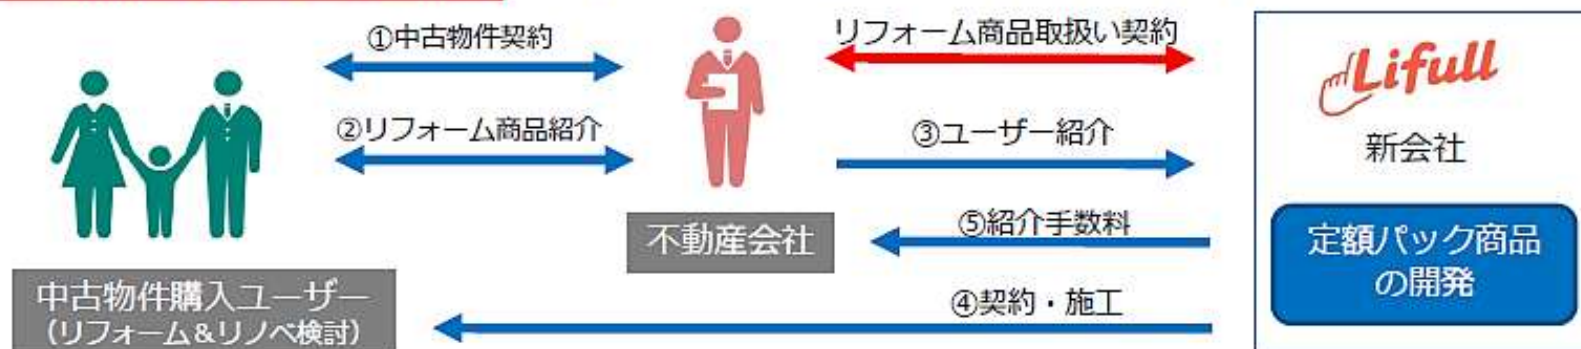 ①中古物件契約
リフォーム商品取扱い契約
②リフォーム商品紹介
③ユーザー紹介
Lifull
新会社
不動産会社
⑤紹介手数料
定額パック商品
の開発
中古物件購入ユーザー
(リフォーム&リノベ検討)
④契約・施工